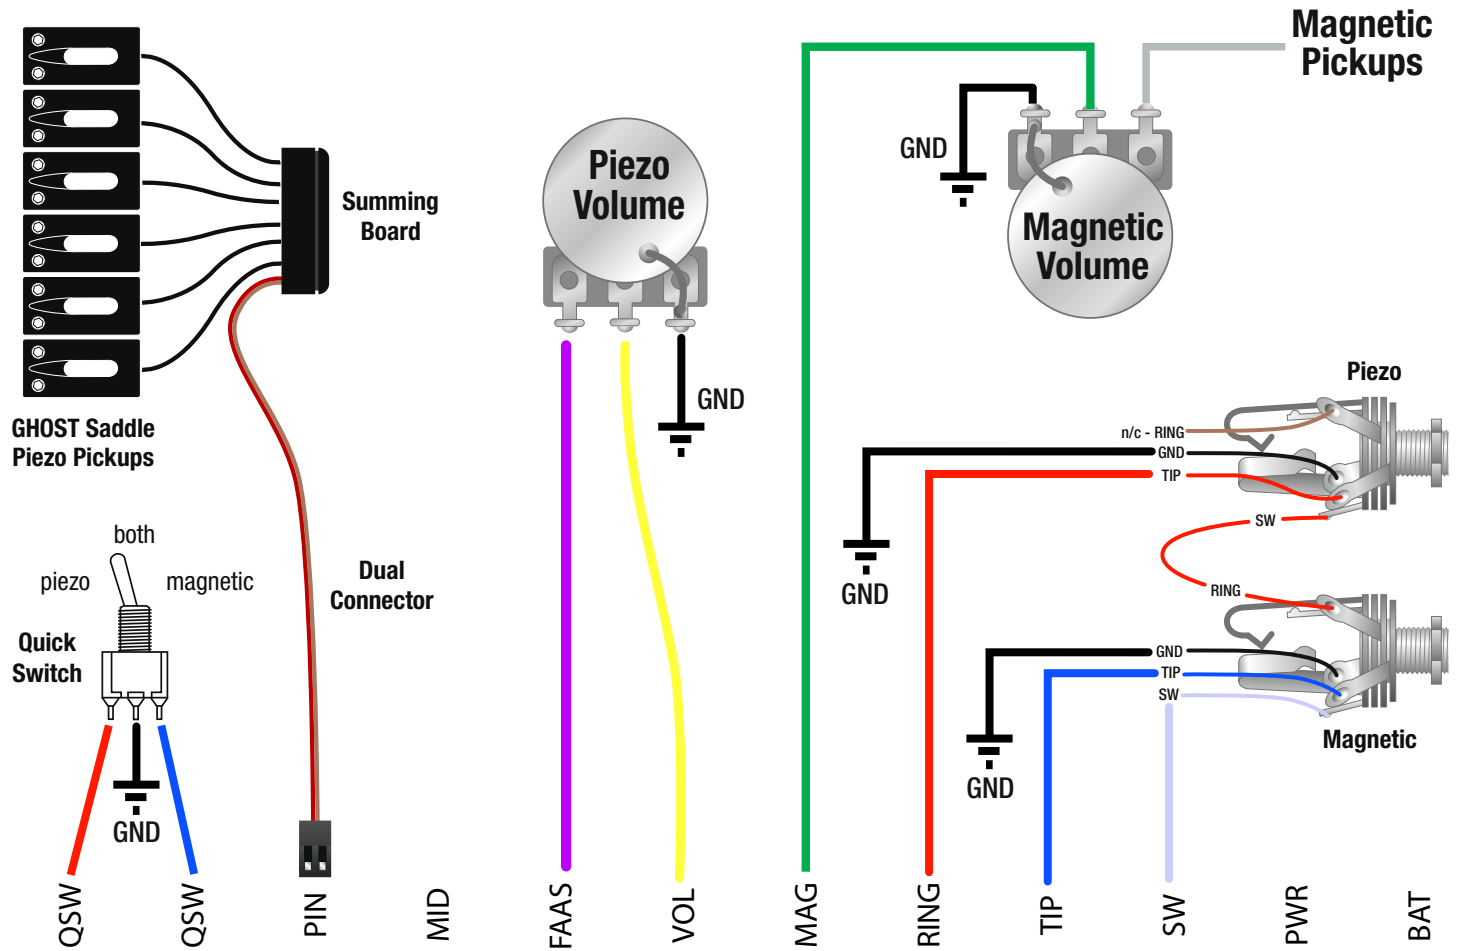 Magnetic
Pickups
GND
Piezo
Volume
Magnetic
Volume
Summing
Board
GHOST Saddle
Piezo Pickups
GND
Piezo
n/c - RING
GND
TIP
SW
GND
RING
both
piezo
magnetic
Quick
Switch
GND
Dual
Connector
GND
TIP
SW
Magnetic
GND
QSW
QSW
PIN
MID
FAAS
VOL
MAG
RING
TIP
SW
PWR
BAT